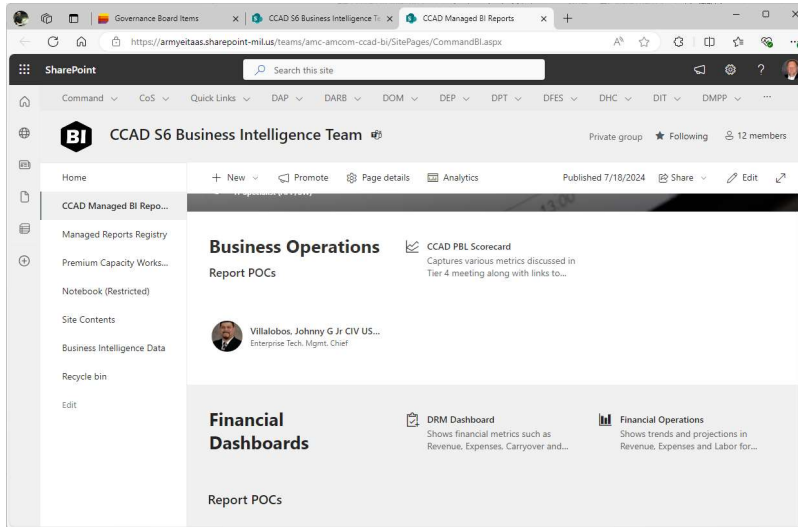 Governance Board Items
CCAD S6 Business Intelligence Te
CCAD Managed BI Reports
https://armyeitaas.sharepoint-mil.us/teams/amc-amcom-ccad-bi/SitePages/CommandBI.aspx
SharePoint
Search this site
Command
CoS
Quick Links
DAP
DARB
DOM
DEP
DPT
DFES
DHC
DIT
DMPP
BI
CCAD S6 Business Intelligence Team
Private group
Following
12 members
Home
CCAD Managed BI Repo...
Managed Reports Registry
Premium Capacity Works...
Notebook (Restricted)
Site Contents
Business Intelligence Data
Recycle bin
Edit
New
Promote
Page details
Analytics
Published 7/18/2024
Share
Edit
Business Operations
Report POCs
CCAD PBL Scorecard
Captures various metrics discussed in
Tier 4 meeting along with links to...
Villalobos, Johnny G Jr CIV US...
Enterprise Tech. Mgmt. Chief
Financial
Dashboards
Report POCs
DRM Dashboard
Shows financial metrics such as
Revenue, Expenses, Carryover and...
Financial Operations
Shows trends and projections in
Revenue, Expenses and Labor for...